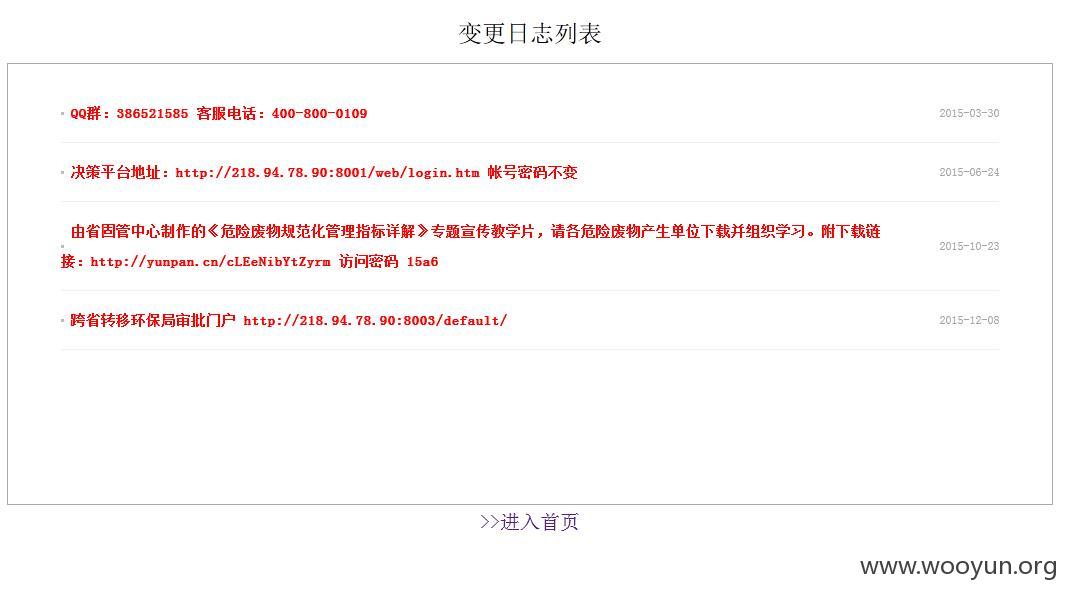 变更日志列表
QQ群：386521585 客服电话：400-800-0109 2015-03-30
决策平台地址：http://218.94.78.90:8001/web/login.htm 帐号密码不变 2015-06-24
由省固管中心制作的《危险废物规范化管理指标详解》专题宣传教学片，请各危险废物产生单位下载并组织学习。附下载链
接：http://yunpan.cn/cLEeNibYtZyrm 访问密码 15a6 2015-10-23
跨省转移环保局审批门户 http://218.94.78.90:8003/default/ 2015-12-08
>>进入首页
www.wooyun.org